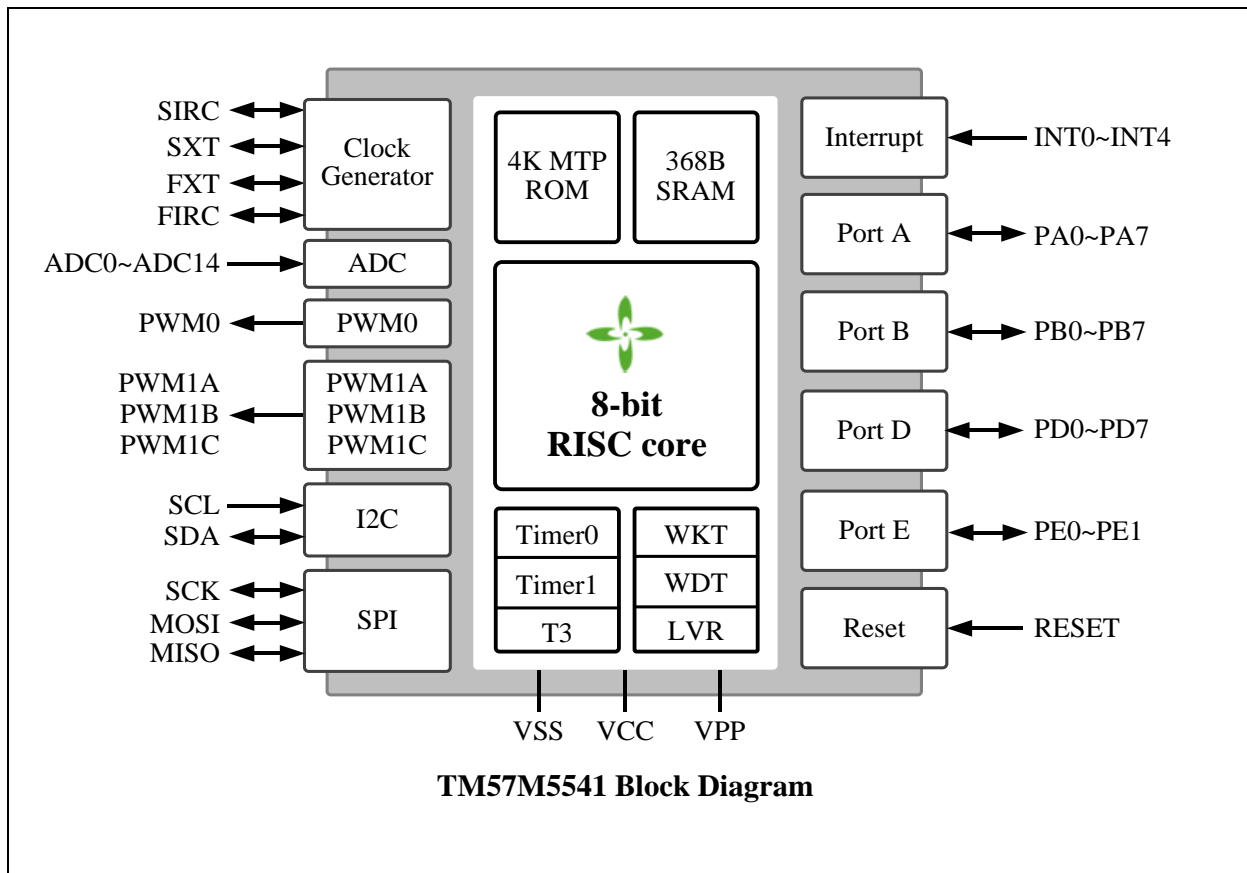 SIRC
SXT
FXT
FIRC
ADC0~ADC14
PWM0
PWM1A
PWM1B
PWM1C
SCL
SDA
SCK
MOSI
MISO
Clock
Generator
ADC
PWM0
PWM1A
PWM1B
PWM1C
I2C
SPI
4K MTP
ROM
368B
SRAM
8-bit
RISC core
Timer0
Timer1
T3
WKT
WDT
LVR
Interrupt
Port A
Port B
Port D
Port E
Reset
INT0~INT4
PA0~PA7
PB0~PB7
PD0~PD7
PE0~PE1
RESET
VSS
VCC
VPP
TM57M5541 Block Diagram